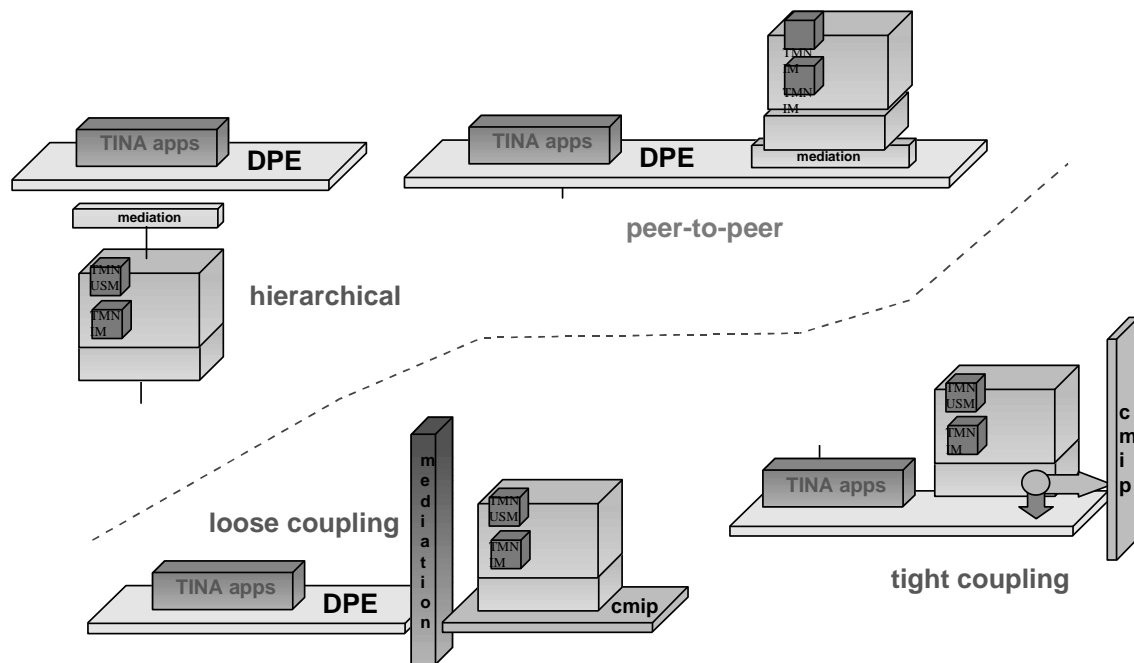 TINA apps
DPE
mediation
TMN
USM
TMN
IM
hierarchical
TINA apps
DPE
TMN
IM
TMN
IM
mediation
peer-to-peer
loose coupling
TINA apps
DPE
mediation
TMN
USM
TMN
IM
cmip
TMN
USM
TMN
IM
TINA apps
cmip
tight coupling